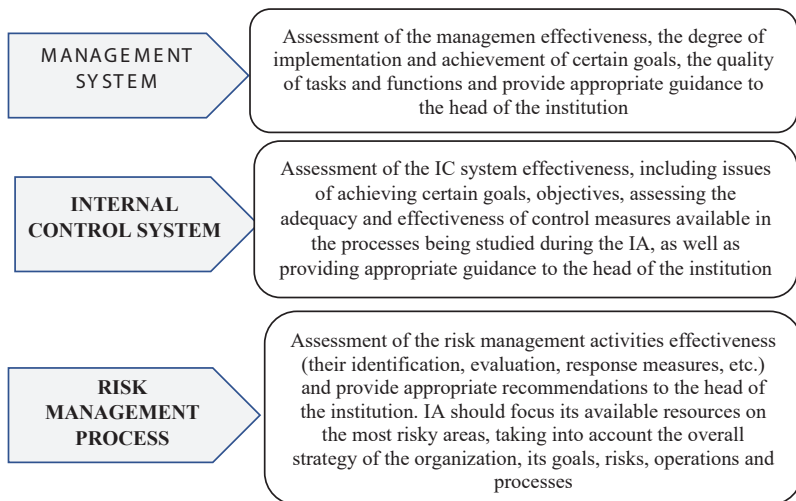 MANAGEMENT
SYSTEM
Assessment of the managemen effectiveness, the degree of
implementation and achievement of certain goals, the quality
of tasks and functions and provide appropriate guidance to
the head of the institution
INTERNAL
CONTROL SYSTEM
Assessment of the IC system effectiveness, including issues
of achieving certain goals, objectives, assessing the
adequacy and effectiveness of control measures available in
the processes being studied during the IA, as well as
providing appropriate guidance to the head of the institution
RISK
MANAGEMENT
PROCESS
Assessment of the risk management activities effectiveness
(their identification, evaluation, response measures, etc.)
and provide appropriate recommendations to the head of
the institution. IA should focus its available resources on
the most risky areas, taking into account the overall
strategy of the organization, its goals, risks, operations and
processes